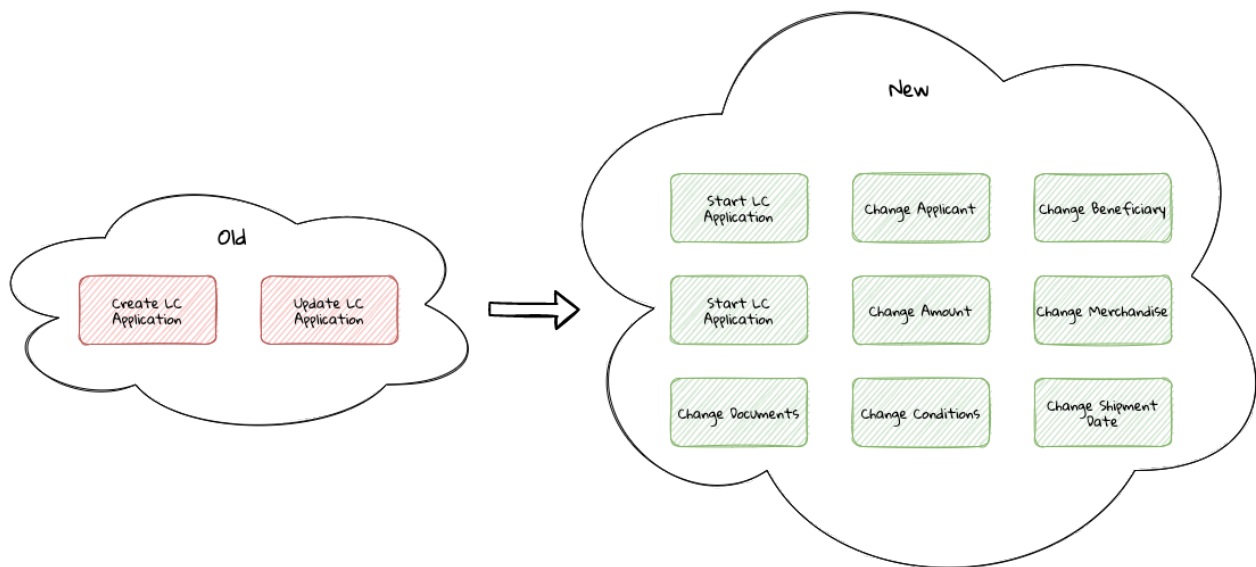 Old
Create LC
Application
Update LC
Application
New
Start LC
Application
Change Applicant
Change Beneficiary
Start LC
Application
Change Amount
Change Merchandise
Change Documents
Change Conditions
Change Shipment
Date